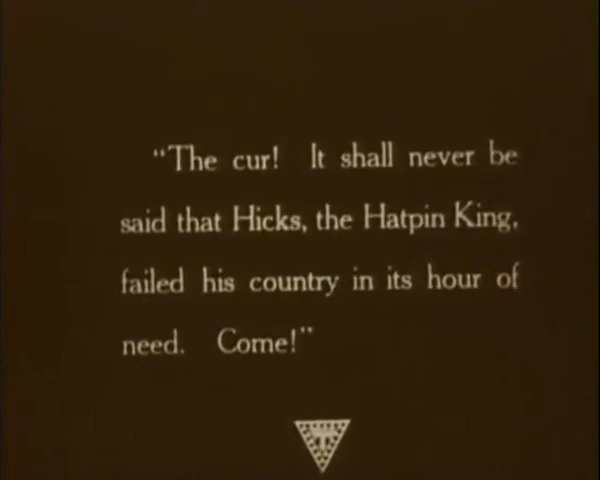 “The cur! It shall never be
said that Hicks, the Hatpin King,
failed his country in its hour of
need. Come!”